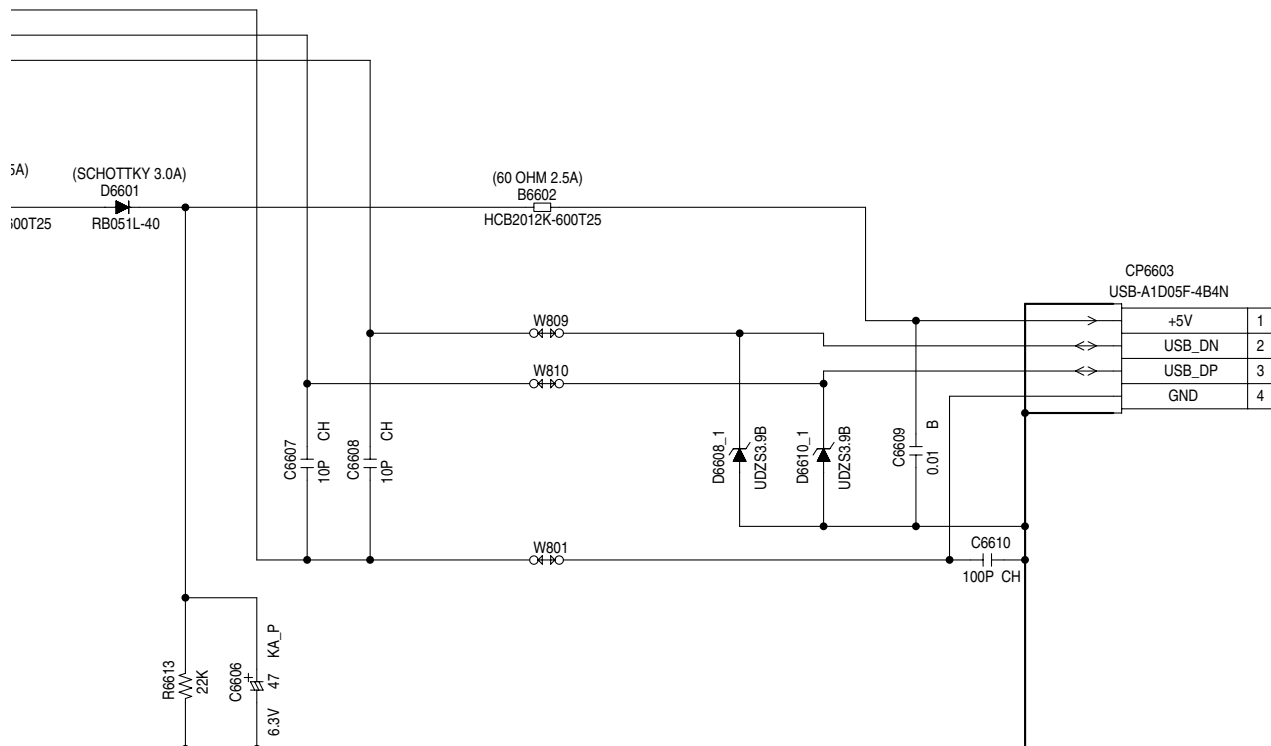 5A)
600T25
(SCHOTTKY 3.0A)
D6601
RB051L-40
(60 OHM 2.5A)
B6602
HCB2012K-600T25
CP6603
USB-A1D05F-4B4N
+5V 1
USB_DN 2
USB_DP 3
GND 4
W809
W810
C6607
10P CH
C6608
10P CH
D6608_1
UDZS3.9B
D6610_1
UDZS3.9B
C6609
0.01 B
W801
C6610
100P CH
R6613
22K
C6606
+
47
6.3V
KA_P